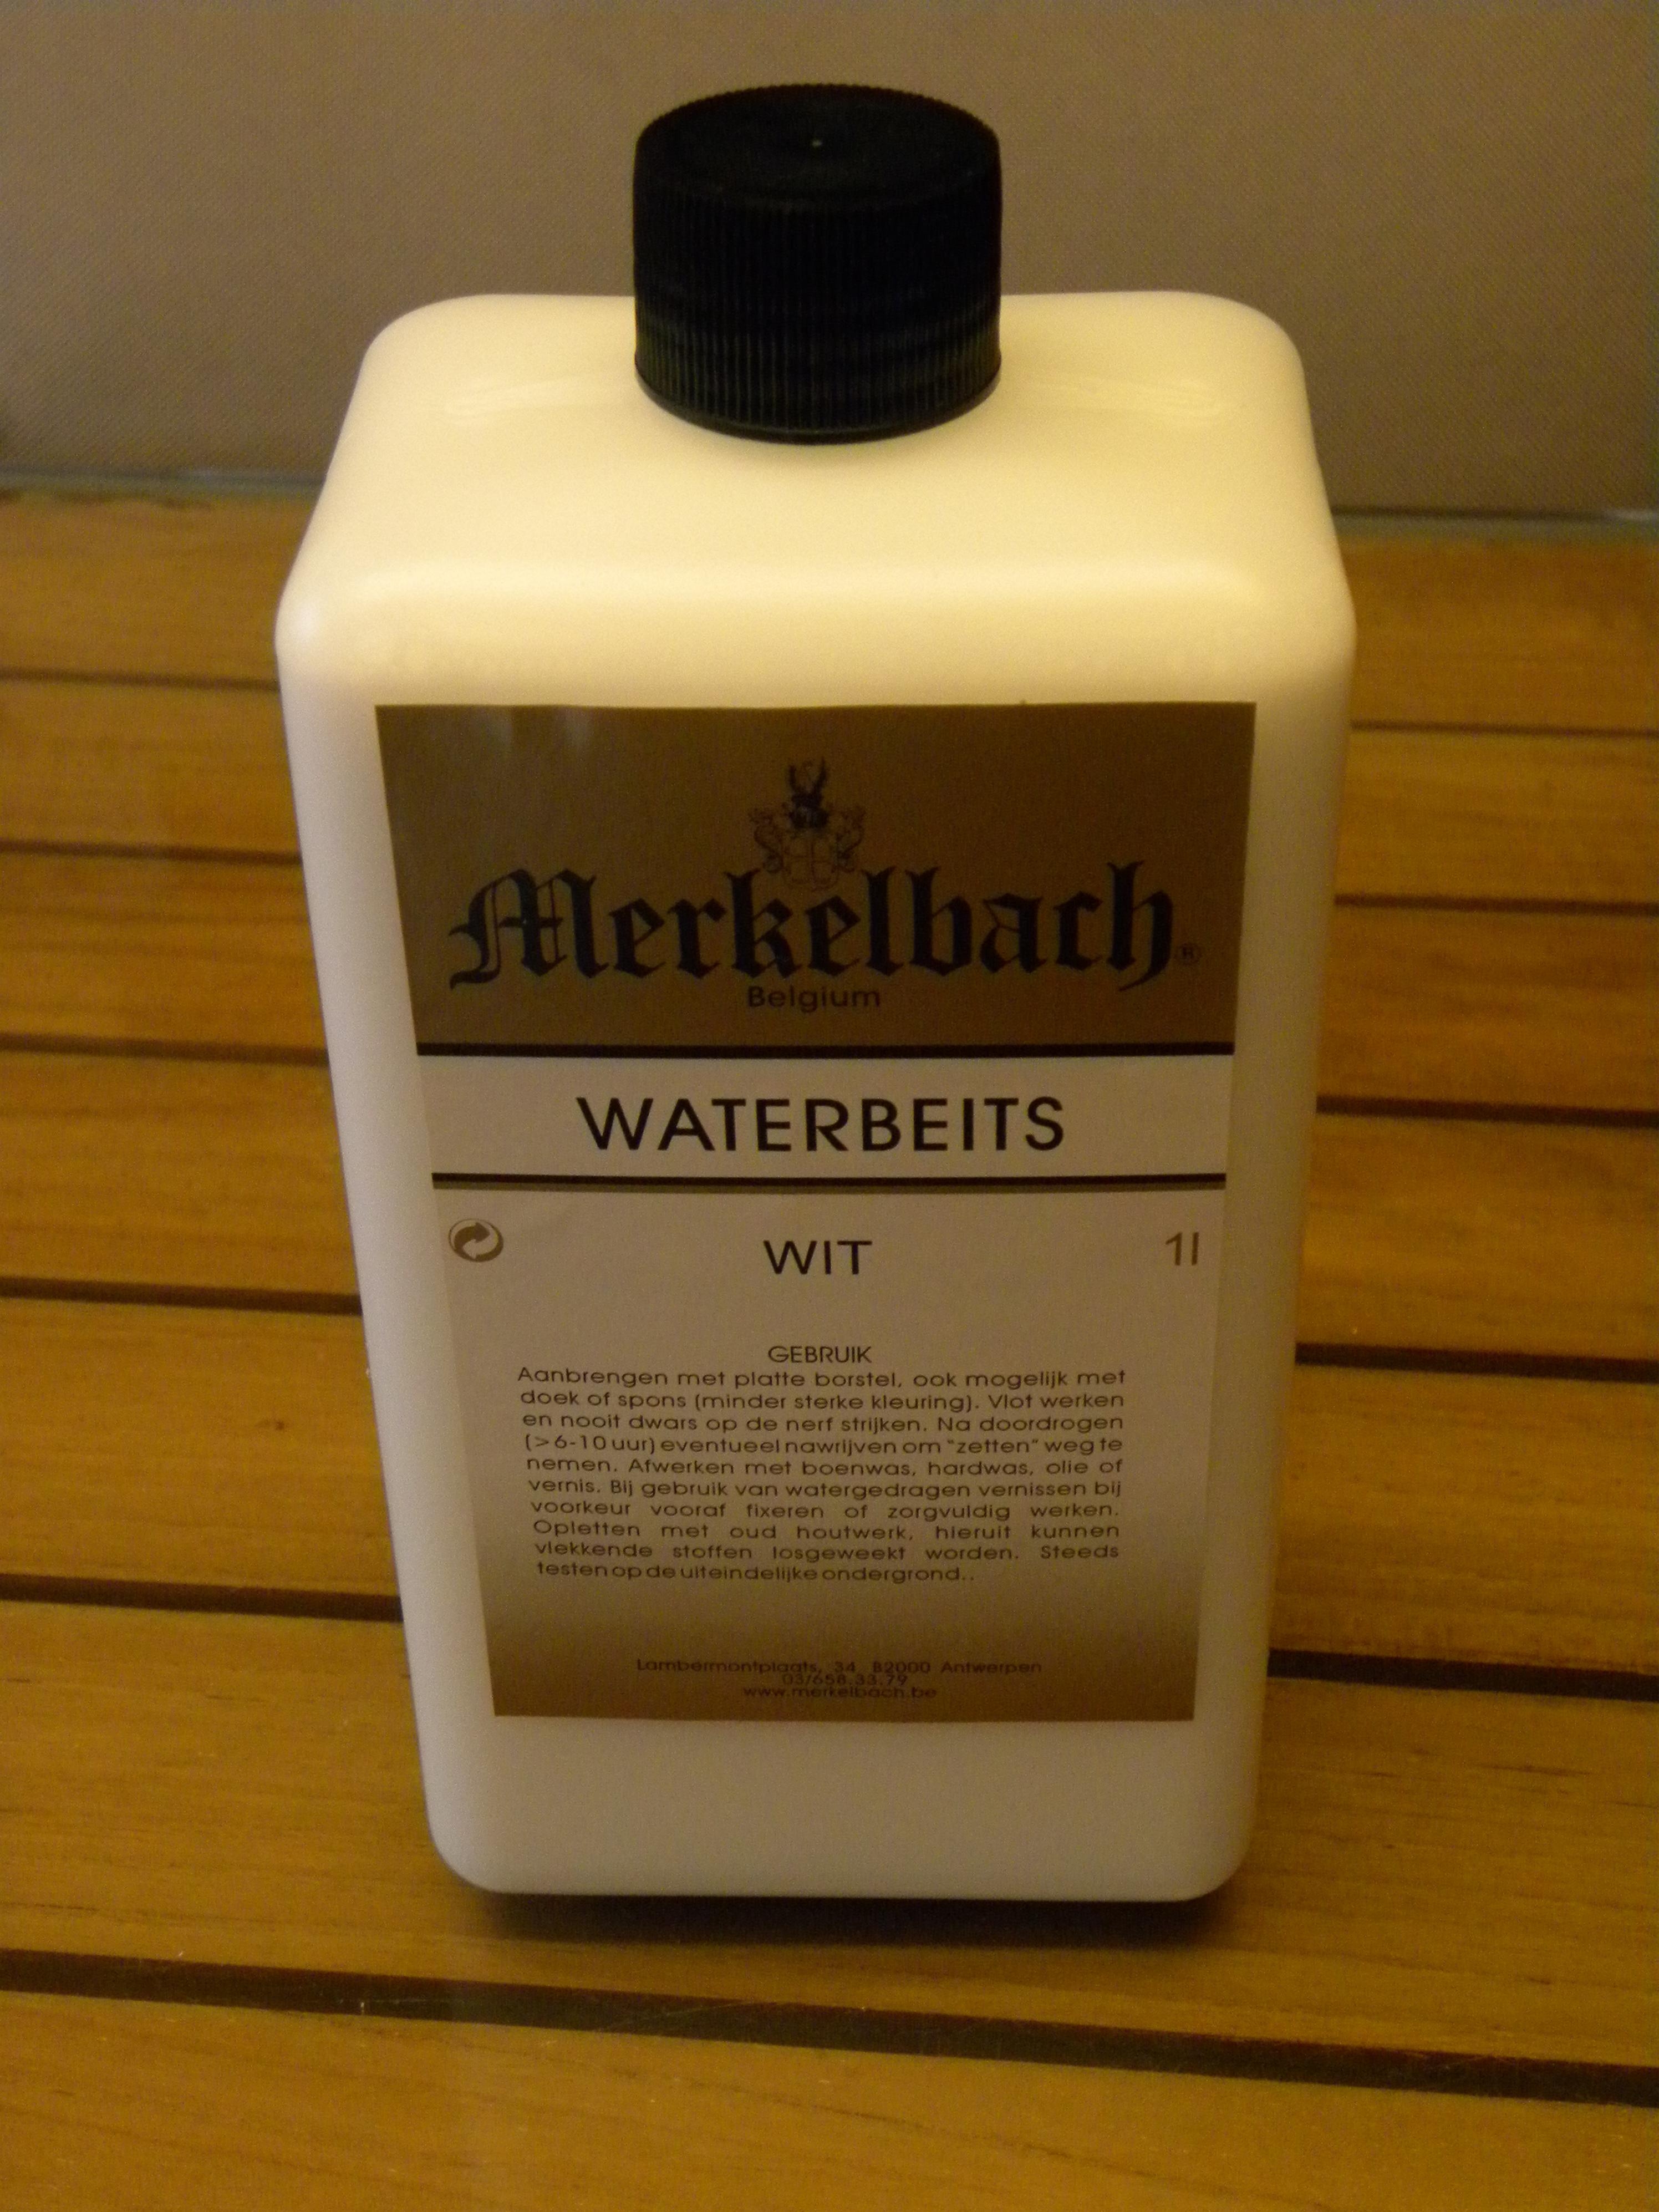 Merkelbach®
Belgium
WATERBEITS
WIT
1l
GEBRUIK
Aanbrengen met platte borstel, ook mogelijk met
doek of spons (minder sterke kleuring). Vlot werken
en nooit dwars op de nerf strijken. Na doordrogen
(>6-10 uur) eventueel nawrijven om "zetten" weg te
nemen. Afwerken met boenwas, hardwas, olie of
vernis. Bij gebruik van watergedragen vernissen bij
voorkeur vooraf fixeren of zorgvuldig werken.
Opletten met oud houtwerk, hieruit kunnen
vlekkende stoffen losgeweekt worden. Steeds
testen op de uiteindelijke ondergrond..
Lambermontplaats, 34 B2000 Antwerpen
03/658.33.79
www.merkelbach.be